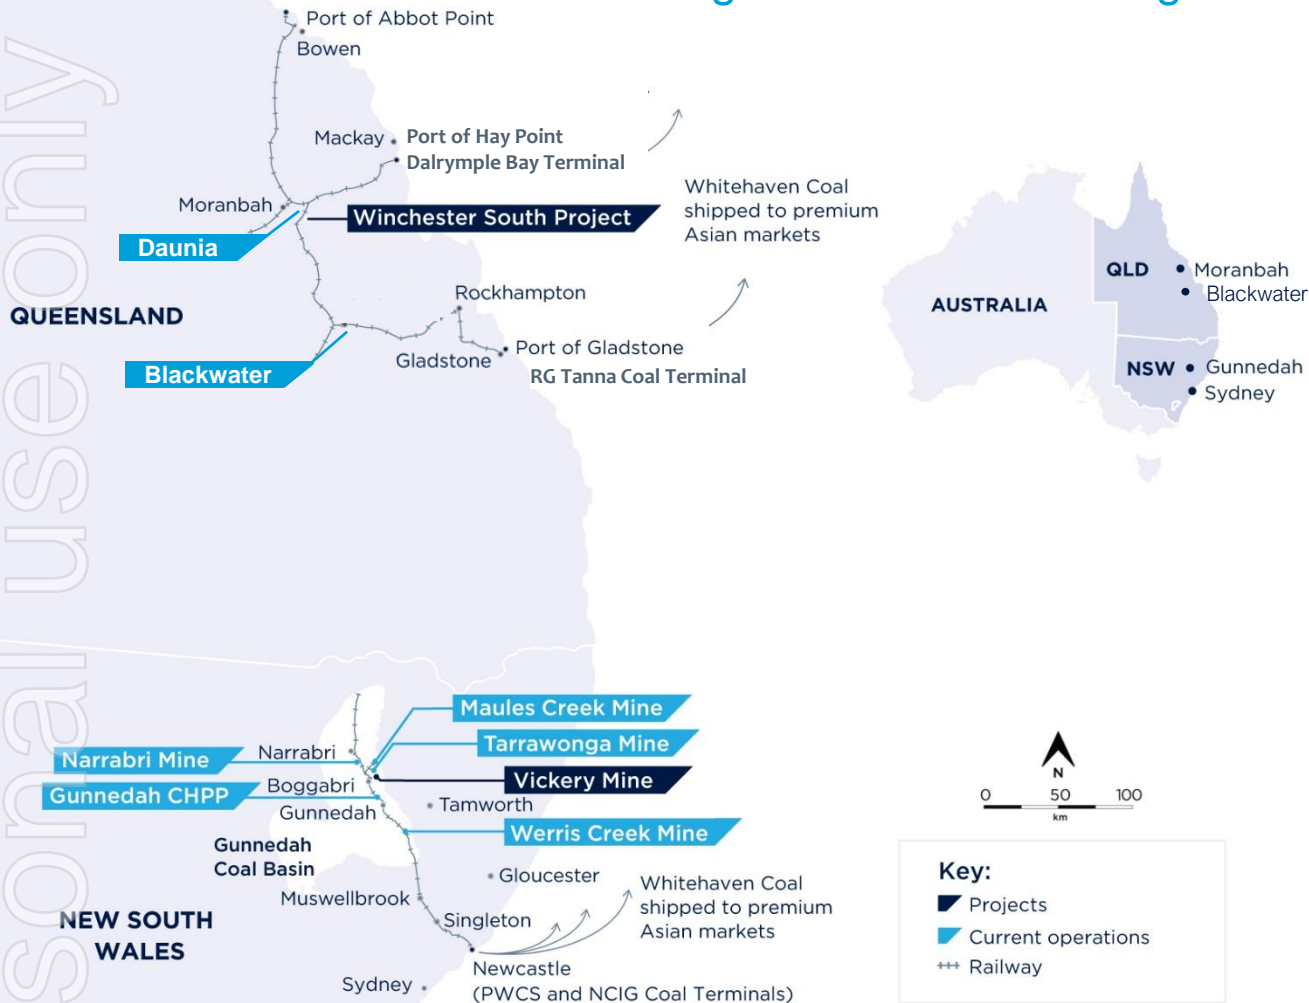 Port of Abbot Point
Bowen
Mackay
Port of Hay Point
Dalrymple Bay Terminal
Moranbah
Winchester South Project
Daunia
Whitehaven Coal
shipped to premium
Asian markets
QUEENSLAND
Rockhampton
Gladstone
Port of Gladstone
RG Tanna Coal Terminal
Blackwater
AUSTRALIA
QLD
Moranbah
Blackwater
NSW
Gunnedah
Sydney
Maules Creek Mine
Tarrawonga Mine
Narrabri Mine
Narrabri
Vickery Mine
Gunnedah CHPP
Boggabri
Gunnedah
Tamworth
Werris Creek Mine
Gunnedah
Coal Basin
Gloucester
Muswellbrook
Singleton
Whitehaven Coal
shipped to premium
Asian markets
NEW SOUTH
WALES
Newcastle
(PWCS and NCIG Coal Terminals)
Sydney
N
0 50 100
km
Key:
Projects
Current operations
Railway
sonal use only